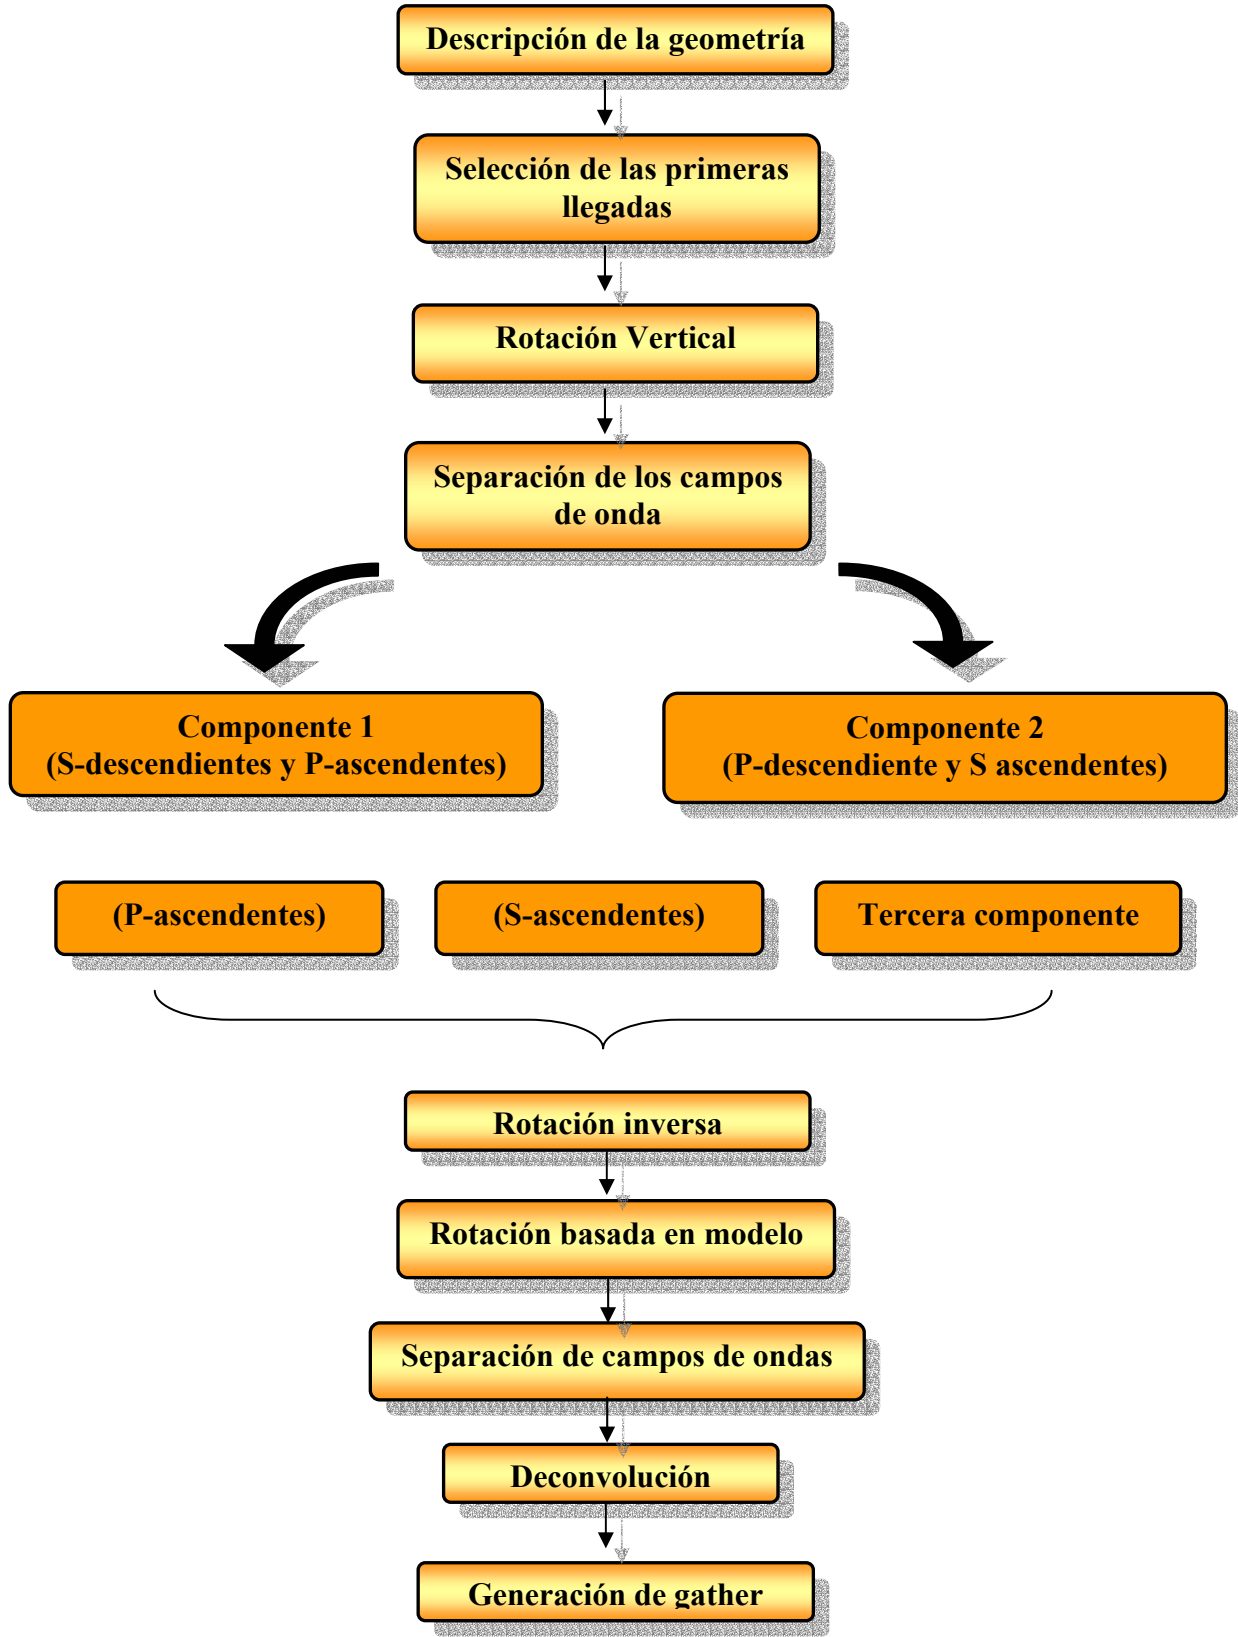 Descripción de la geometría
Selección de las primeras
llegadas
Rotación Vertical
Separación de los campos
de onda
Componente 1
(S-descendientes y P-ascendentes)
Componente 2
(P-descendiente y S ascendentes)
(P-ascendentes)
(S-ascendentes)
Tercera componente
Rotación inversa
Rotación basada en modelo
Separación de campos de ondas
Deconvolución
Generación de gather